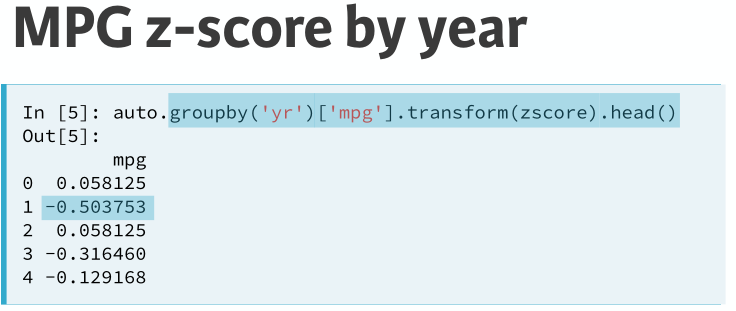 MPG z-score by year
In [5]: auto.groupby('yr')['mpg'].transform(zscore).head()
Out[5]:
mpg
0 0.058125
1 −0.503753
2 0.058125
3 −0.316460
4 −0.129168